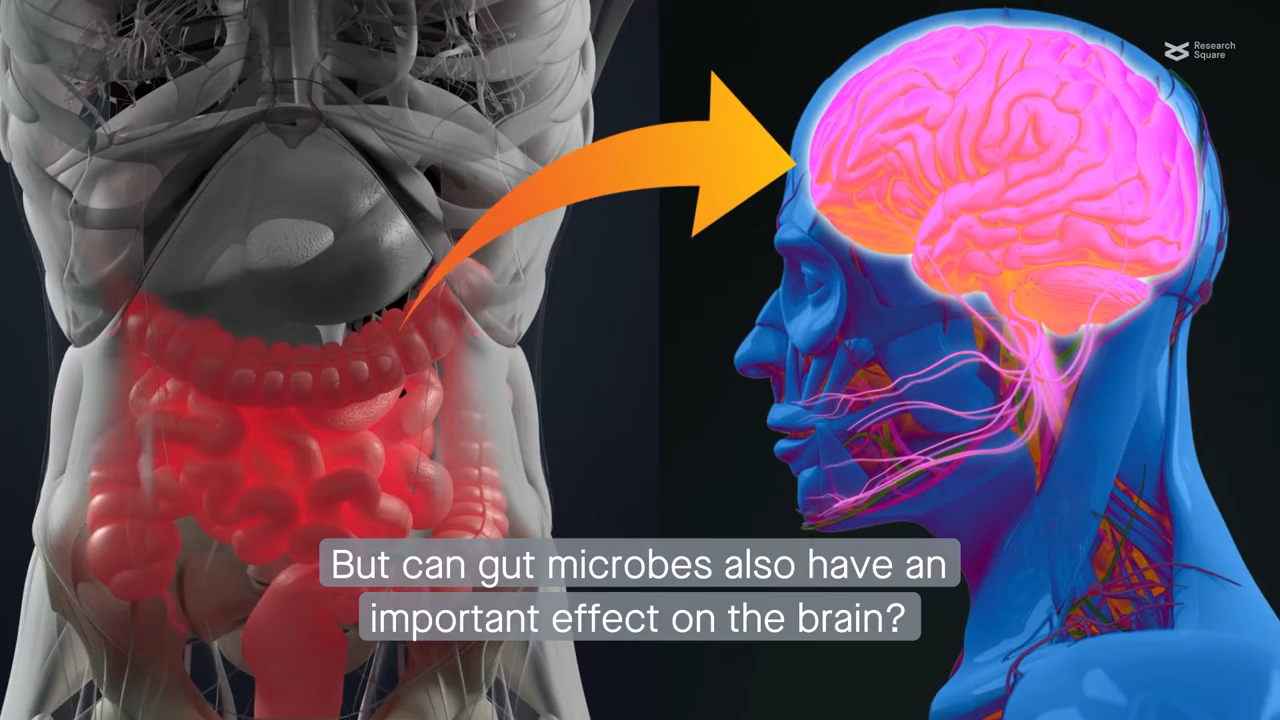 Research
Square
But can gut microbes also have an
important effect on the brain?